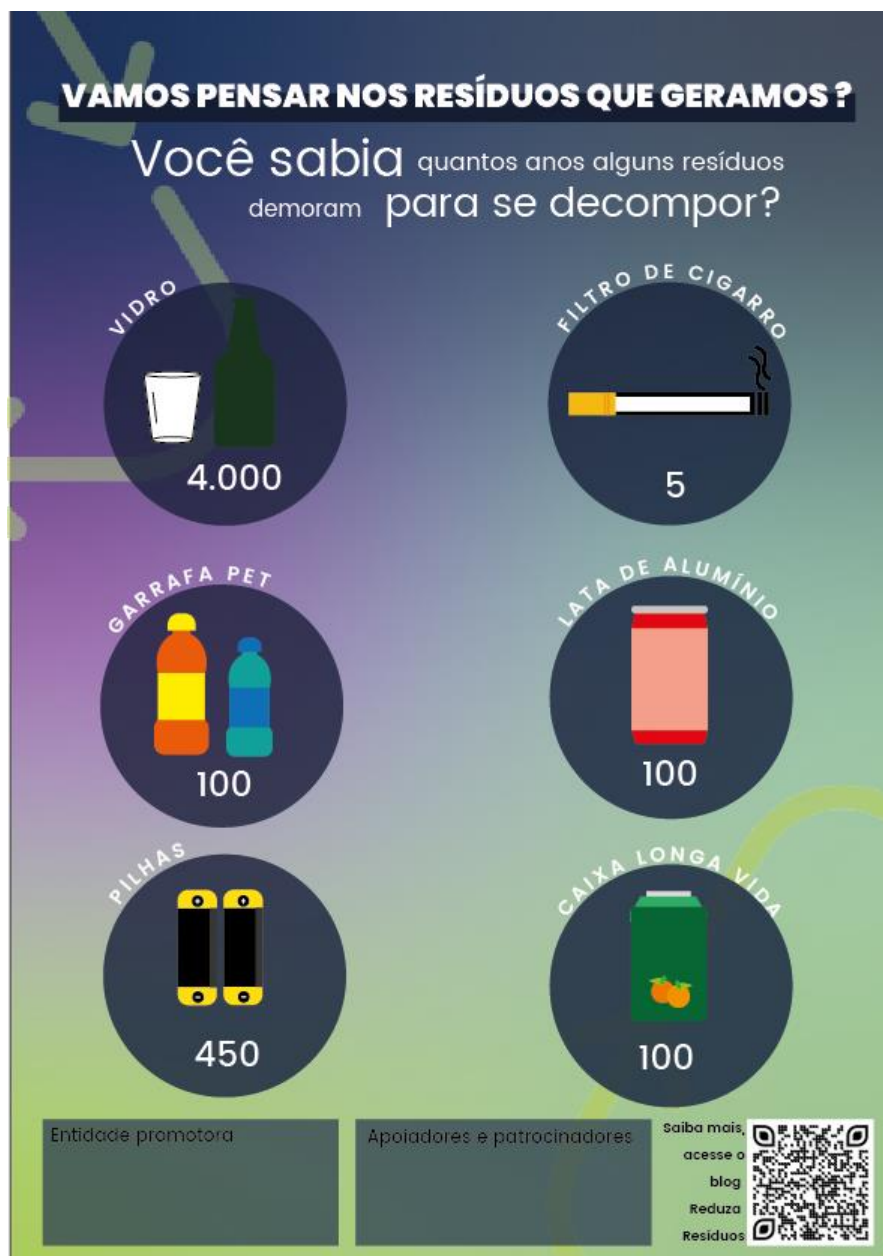 VAMOS PENSAR NOS RESÍDUOS QUE GERAMOS ?
Você sabia quantos anos alguns resíduos
demoram para se decompor?
VIDRO
4.000
FILTRO DE CIGARRO
5
GARRAFA PET
100
LATA DE ALUMÍNIO
100
PILHAS
450
CAIXA LONGA VIDA
100
Entidade promotora
Apoiadores e patrocinadores
Saiba mais,
acesse o
blog
Reduza
Resíduos